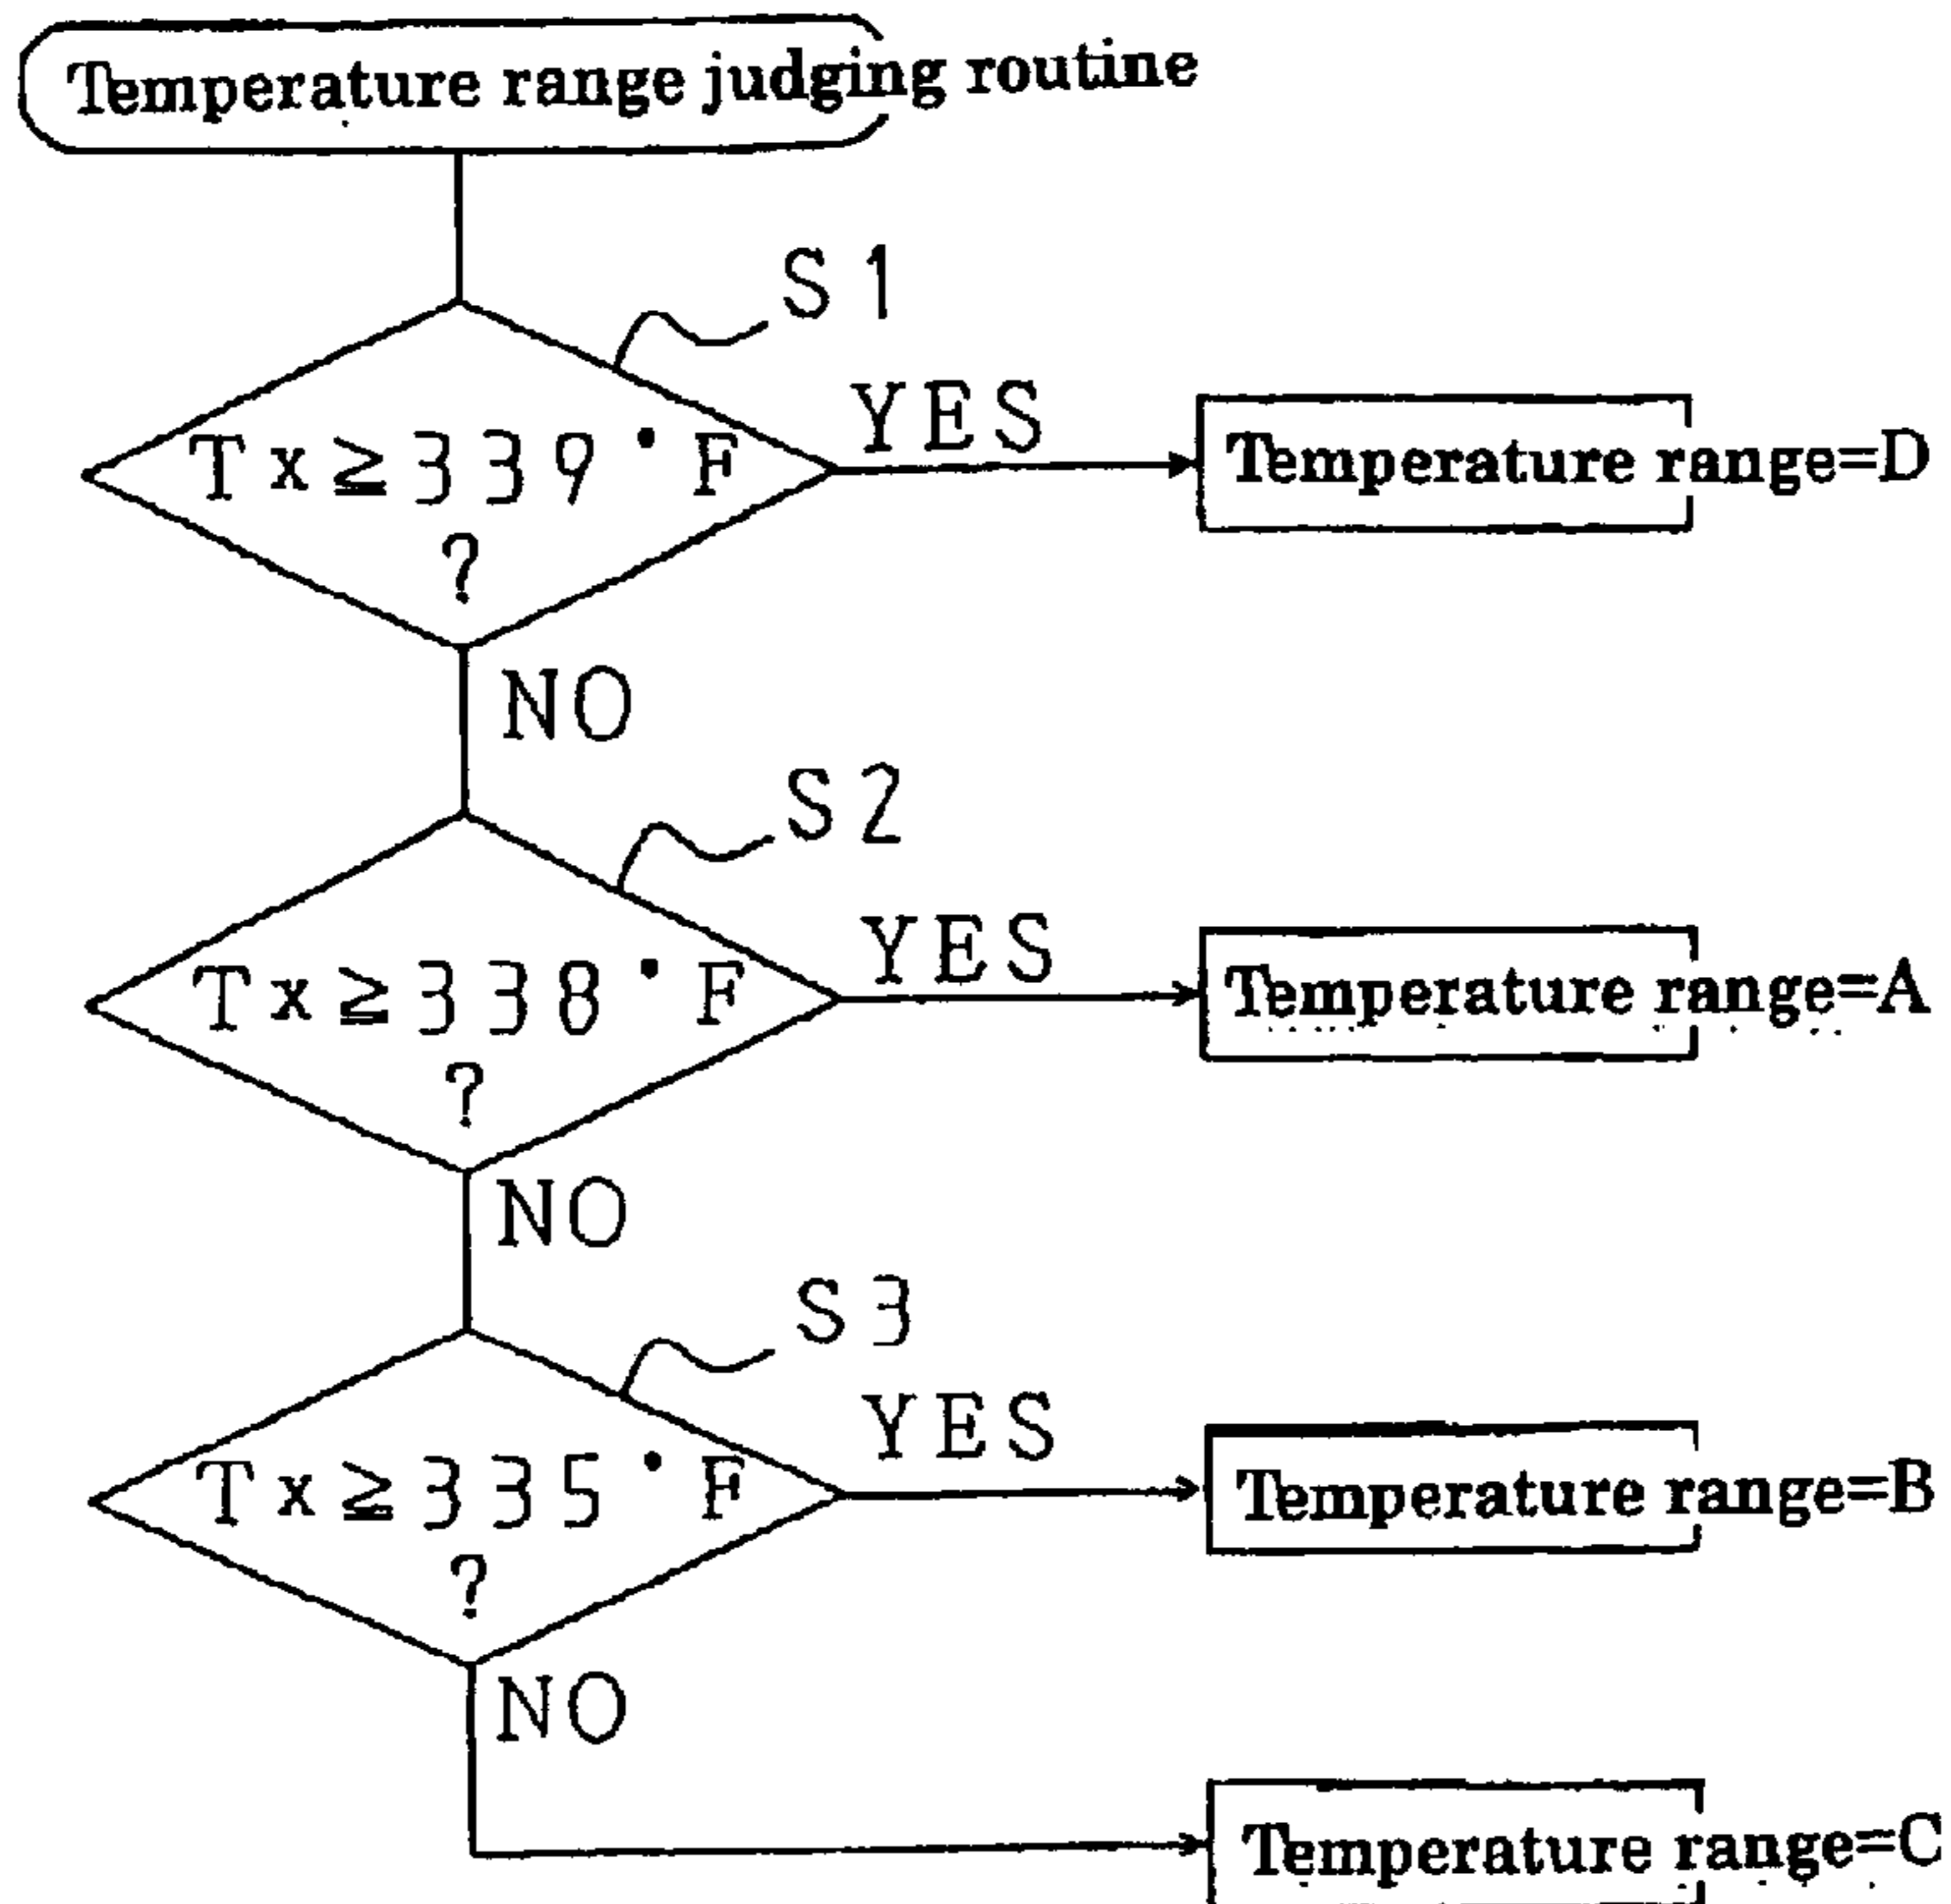 Temperature range judging routine
S1
YES
Tx≧339°F
?
Temperature range=D
NO
S2
YES
Tx≧338°F
?
Temperature range=A
NO
S3
YES
Tx≧335°F
?
Temperature range=B
NO
Temperature range=C